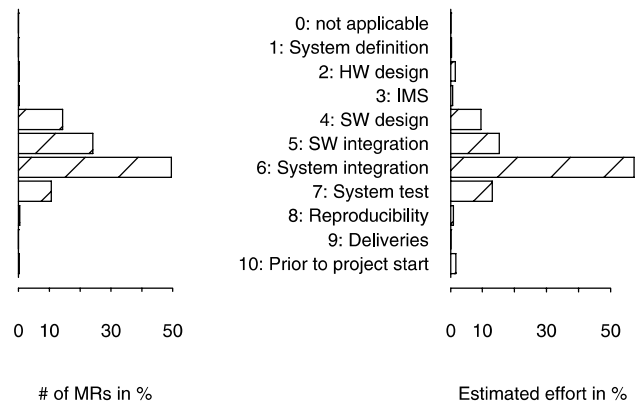 0: not applicable
1: System definition
2: HW design
3: IMS
4: SW design
5: SW integration
6: System integration
7: System test
8: Reproducibility
9: Deliveries
10: Prior to project start
0 10 30 50
0 10 30 50
# of MRs in %
Estimated effort in %